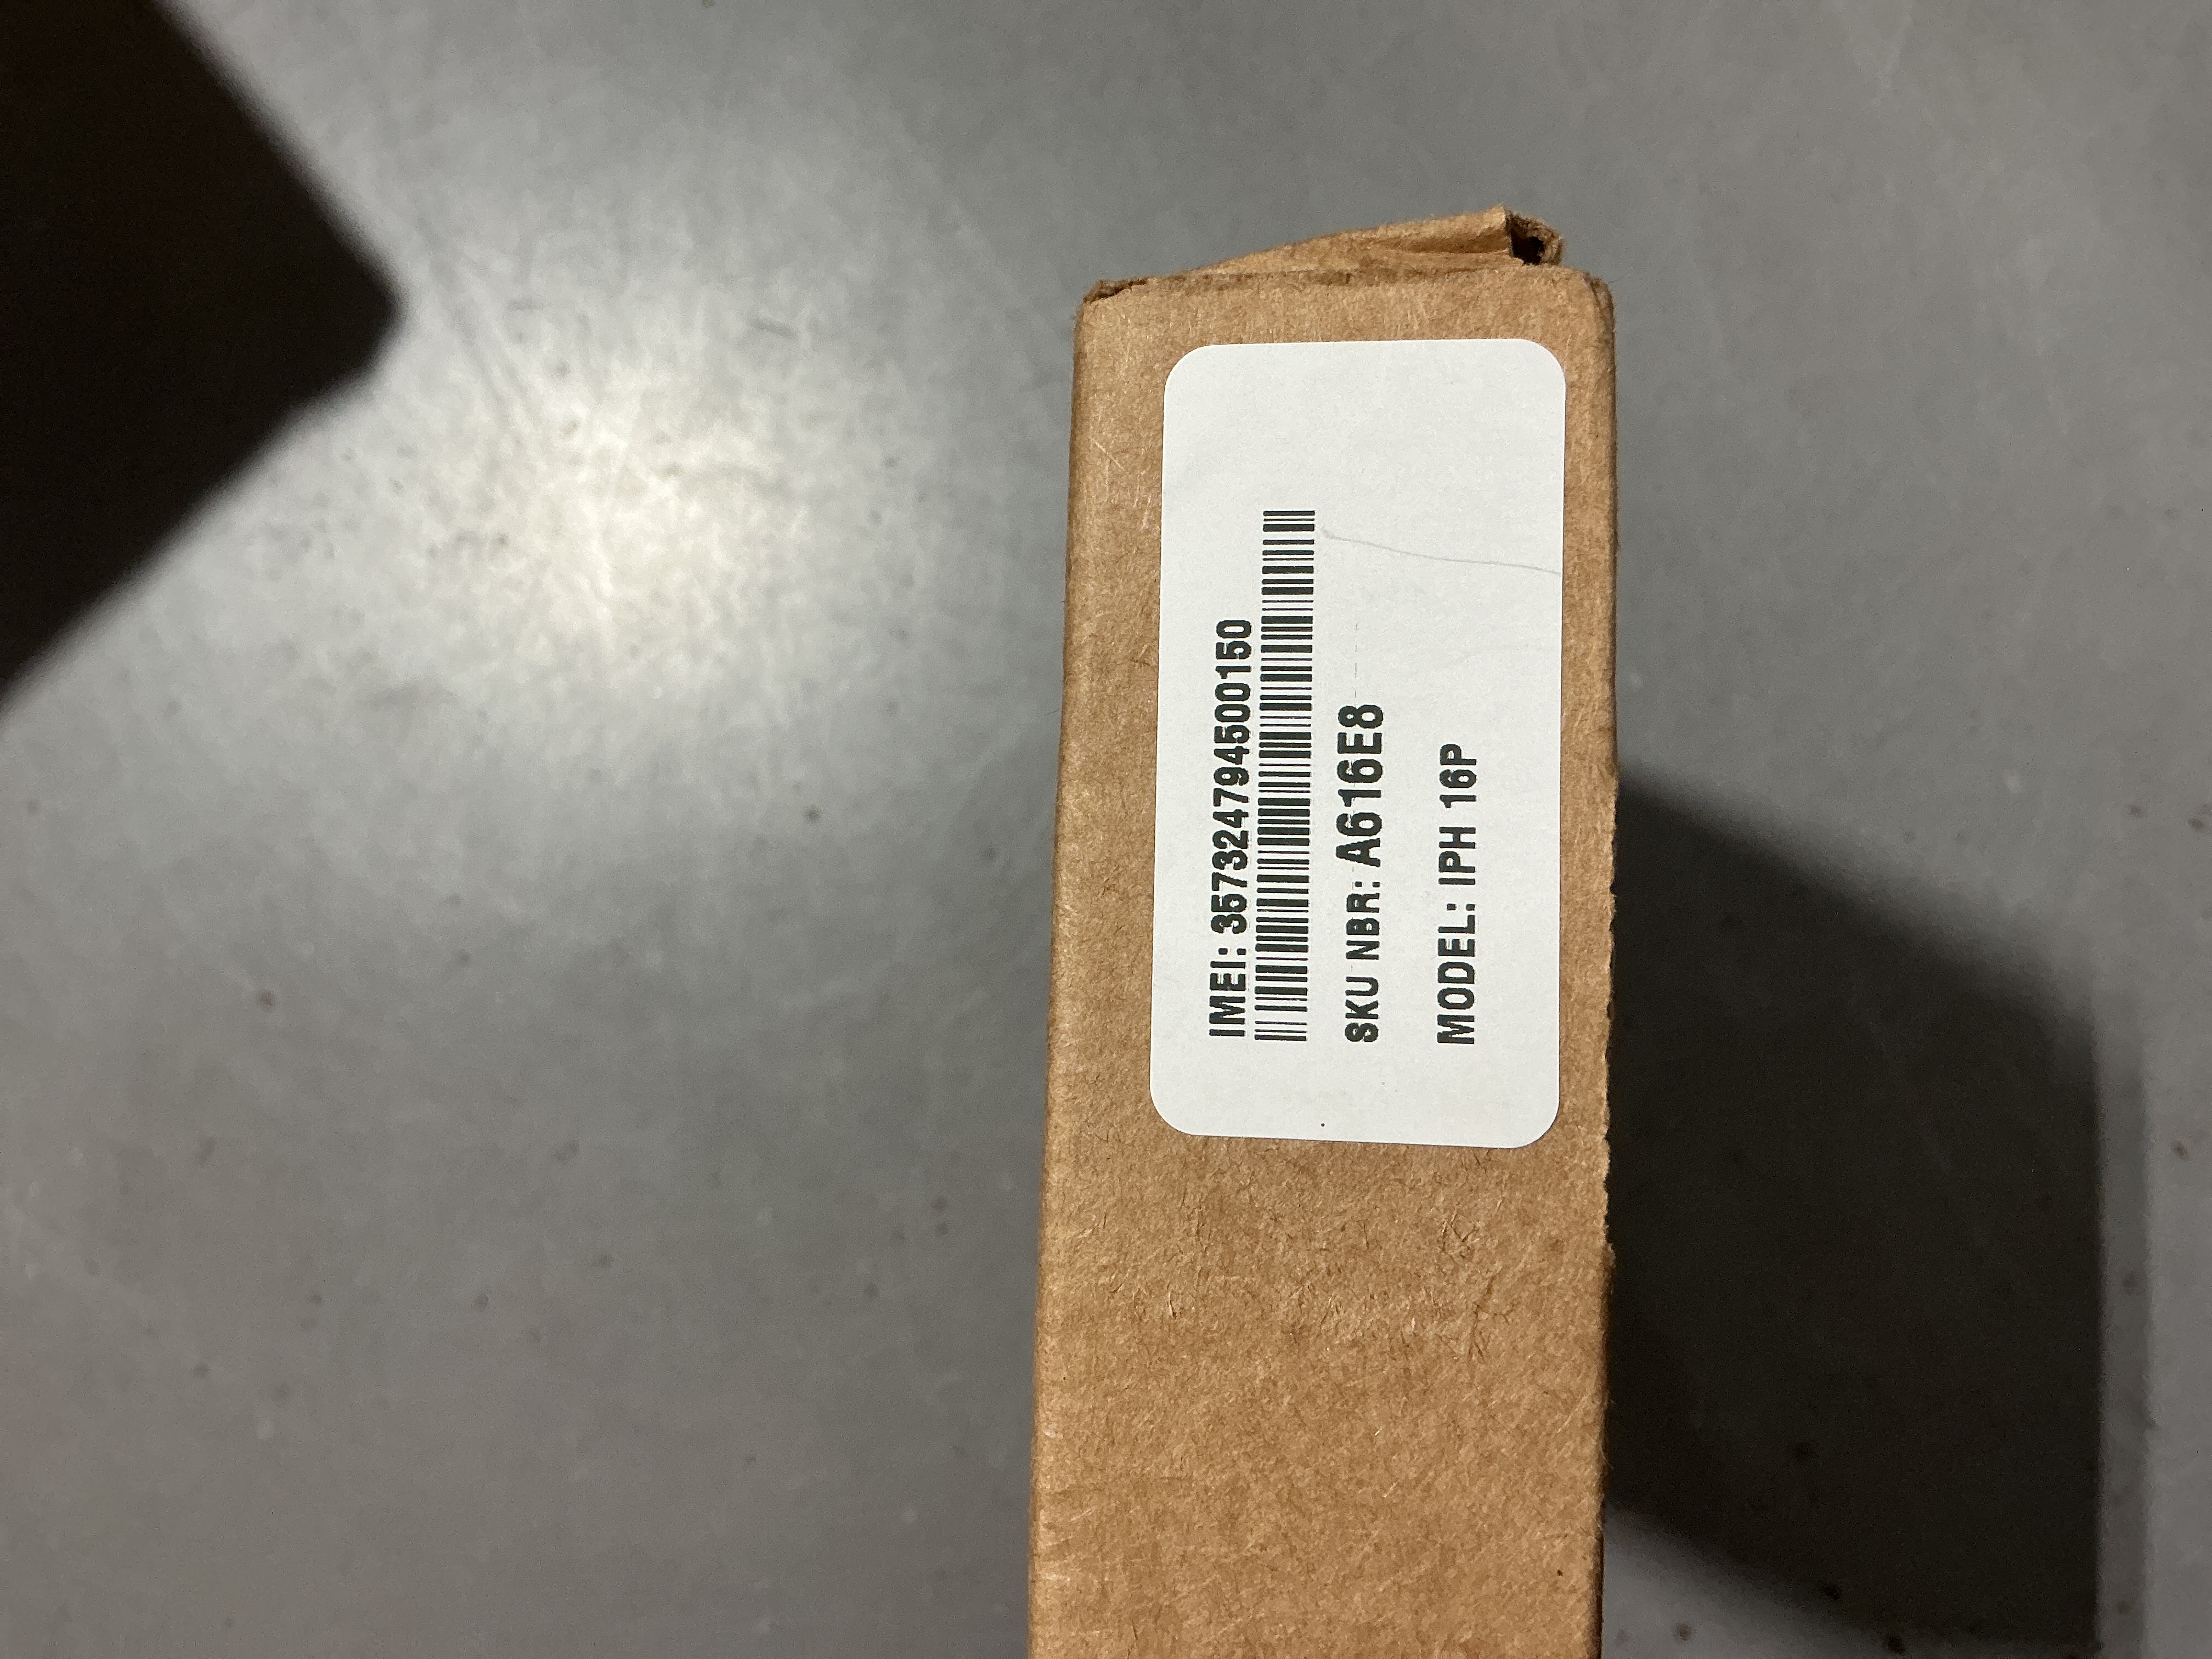 IMEI: 357324794500150
SKU NBR: A616E8
MODEL: IPH 16P